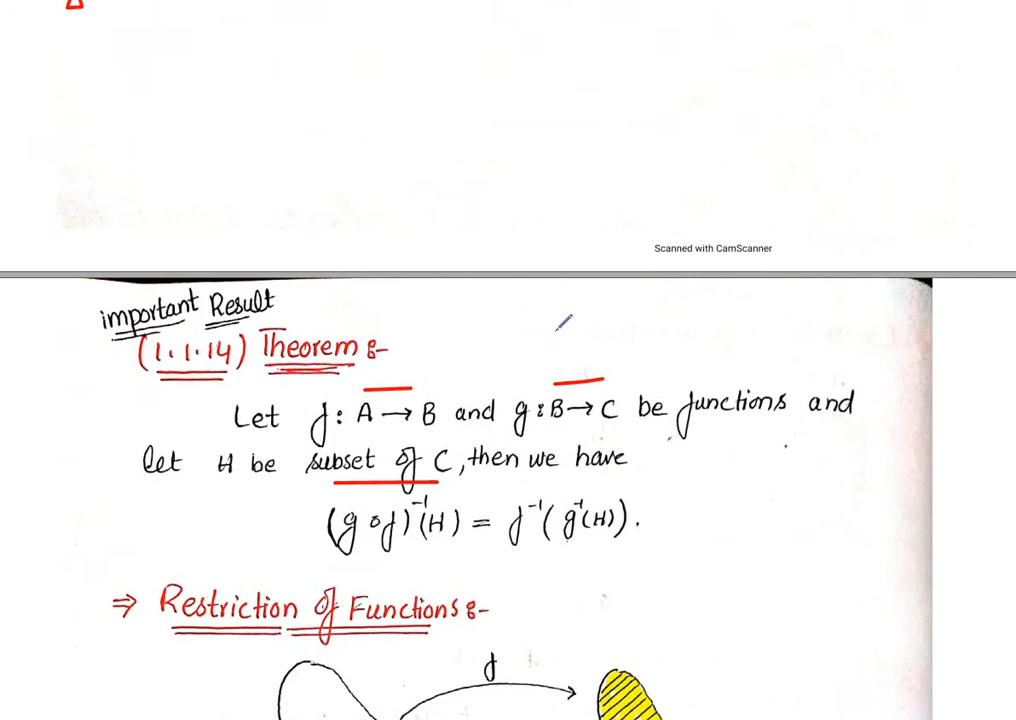 Scanned with CamScanner
important Result
(1.1.14) Theorem :-
Let f : A → B and g : B → C be functions and
let H be subset of C, then we have
(g o f)⁻¹(H) = f⁻¹( g⁻¹(H)).
⇒ Restriction of Functions :-
f